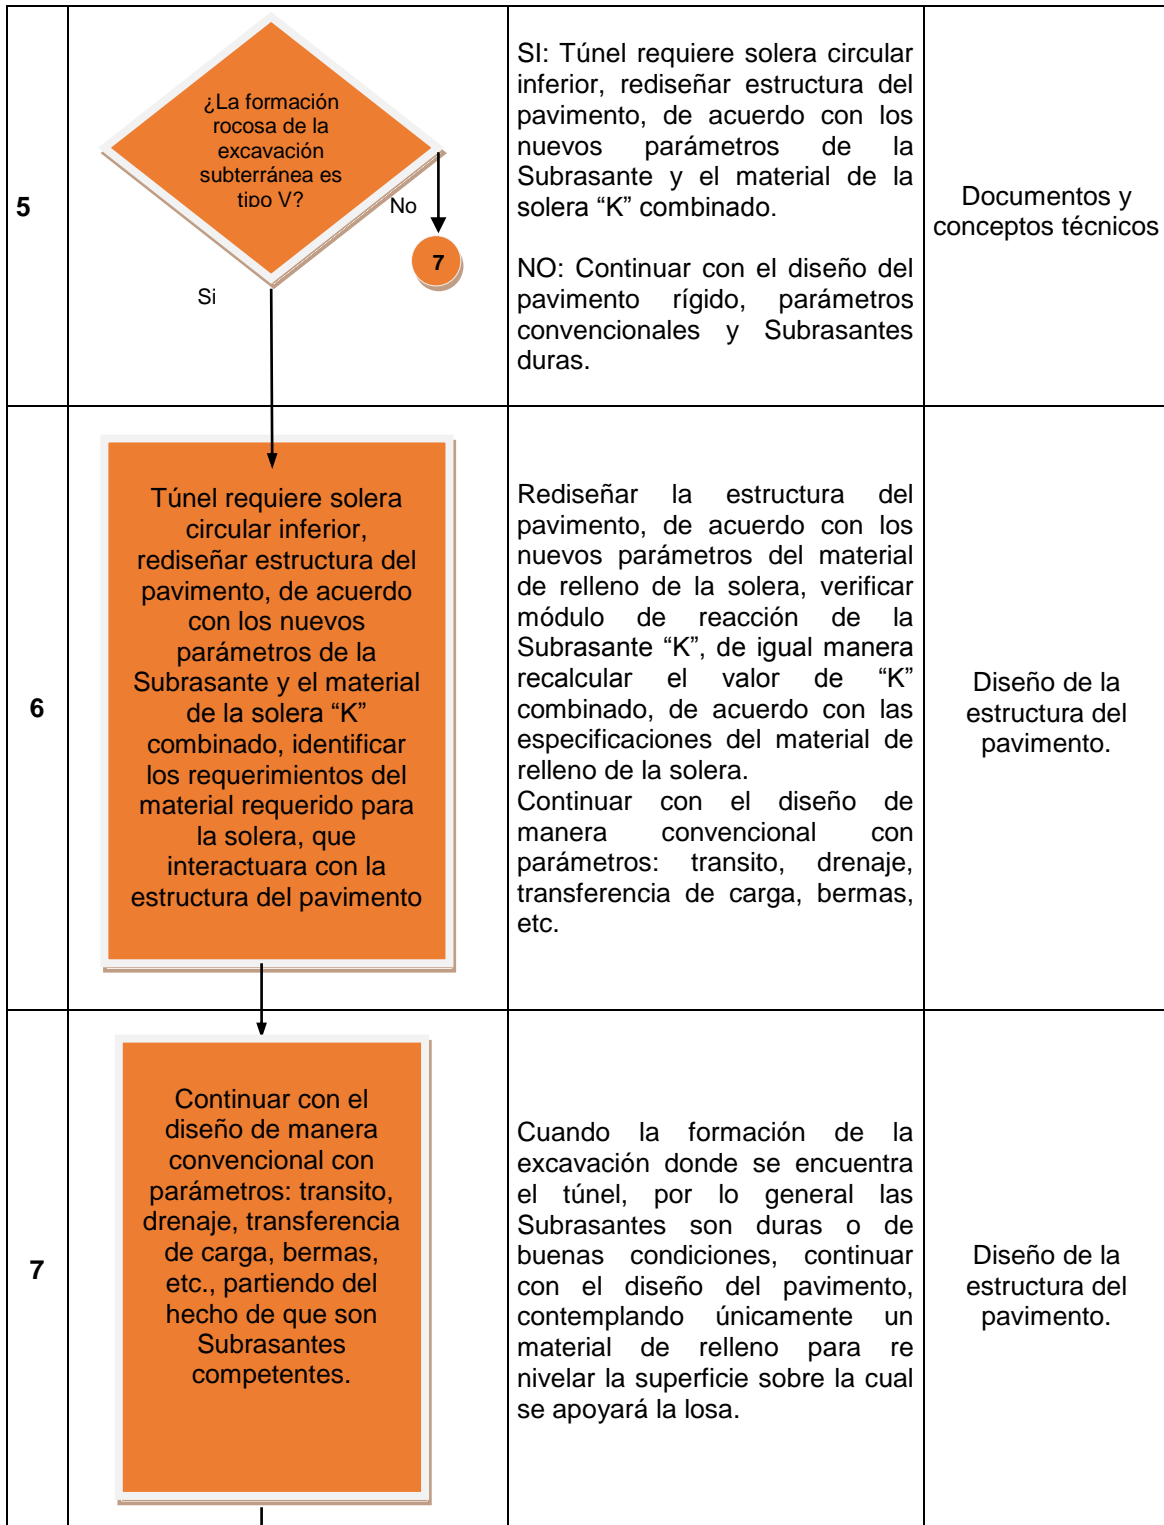 5
¿La formación
rocosa de la
excavación
subterránea es
tipo V?
No
7
Si
SI: Túnel requiere solera circular
inferior, rediseñar estructura del
pavimento, de acuerdo con los
nuevos parámetros de la
Subrasante y el material de la
solera “K” combinado.
NO: Continuar con el diseño del
pavimento rígido, parámetros
convencionales y Subrasantes
duras.
Documentos y
conceptos técnicos
6
Túnel requiere solera
circular inferior,
rediseñar estructura del
pavimento, de acuerdo
con los nuevos
parámetros de la
Subrasante y el material
de la solera “K”
combinado, identificar
los requerimientos del
material requerido para
la solera, que
interactuara con la
estructura del pavimento
Rediseñar la estructura del
pavimento, de acuerdo con los
nuevos parámetros del material
de relleno de la solera, verificar
módulo de reacción de la
Subrasante “K”, de igual manera
recalcular el valor de “K”
combinado, de acuerdo con las
especificaciones del material de
relleno de la solera.
Continuar con el diseño de
manera convencional con
parámetros: transito, drenaje,
transferencia de carga, bermas,
etc.
Diseño de la
estructura del
pavimento.
7
Continuar con el
diseño de manera
convencional con
parámetros: transito,
drenaje, transferencia
de carga, bermas,
etc., partiendo del
hecho de que son
Subrasantes
competentes.
Cuando la formación de la
excavación donde se encuentra
el túnel, por lo general las
Subrasantes son duras o de
buenas condiciones, continuar
con el diseño del pavimento,
contemplando únicamente un
material de relleno para re
nivelar la superficie sobre la cual
se apoyará la losa.
Diseño de la
estructura del
pavimento.